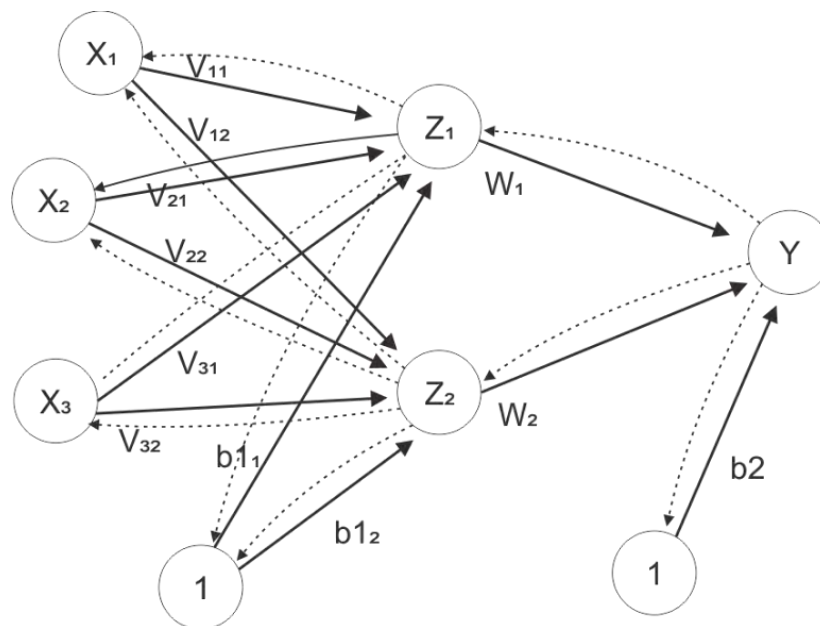 X₁
V₁₁
Z₁
V₁₂
X₂
V₂₁
W₁
V₂₂
Y
X₃
V₃₁
Z₂
V₃₂
W₂
b1₁
b2
b1₂
1
1